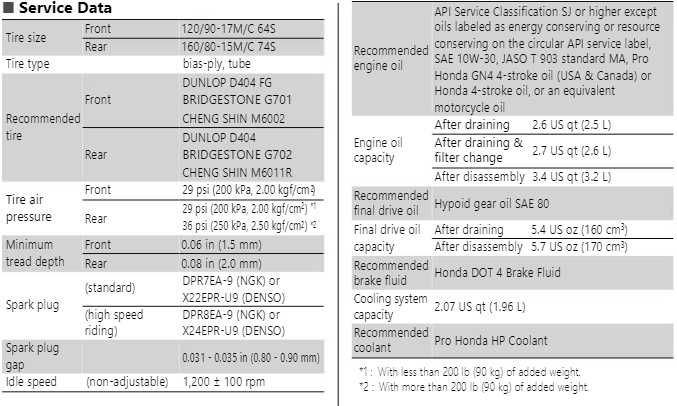 ■ Service Data
Tire size Front 120/90-17M/C 64S
Rear 160/80-15M/C 74S
Tire type bias-ply, tube
Recommended tire Front DUNLOP D404 FG
BRIDGESTONE G701
CHENG SHIN M6002
Rear DUNLOP D404
BRIDGESTONE G702
CHENG SHIN M6011R
Tire air pressure Front 29 psi (200 kPa, 2.00 kgf/cm²)
Rear 29 psi (200 kPa, 2.00 kgf/cm²) *1
36 psi (250 kPa, 2.50 kgf/cm²) *2
Minimum tread depth Front 0.06 in (1.5 mm)
Rear 0.08 in (2.0 mm)
Spark plug (standard) DPR7EA-9 (NGK) or
X22EPR-U9 (DENSO)
(high speed riding) DPR8EA-9 (NGK) or
X24EPR-U9 (DENSO)
Spark plug gap 0.031 - 0.035 in (0.80 - 0.90 mm)
Idle speed (non-adjustable) 1,200 ± 100 rpm
Recommended engine oil API Service Classification SJ or higher except
oils labeled as energy conserving or resource
conserving on the circular API service label,
SAE 10W-30, JASO T 903 standard MA, Pro
Honda GN4 4-stroke oil (USA & Canada) or
Honda 4-stroke oil, or an equivalent
motorcycle oil
Engine oil capacity After draining 2.6 US qt (2.5 L)
After draining & filter change 2.7 US qt (2.6 L)
After disassembly 3.4 US qt (3.2 L)
Recommended final drive oil Hypoid gear oil SAE 80
Final drive oil capacity After draining 5.4 US oz (160 cm³)
After disassembly 5.7 US oz (170 cm³)
Recommended brake fluid Honda DOT 4 Brake Fluid
Cooling system capacity 2.07 US qt (1.96 L)
Recommended coolant Pro Honda HP Coolant
*1 : With less than 200 lb (90 kg) of added weight.
*2 : With more than 200 lb (90 kg) of added weight.